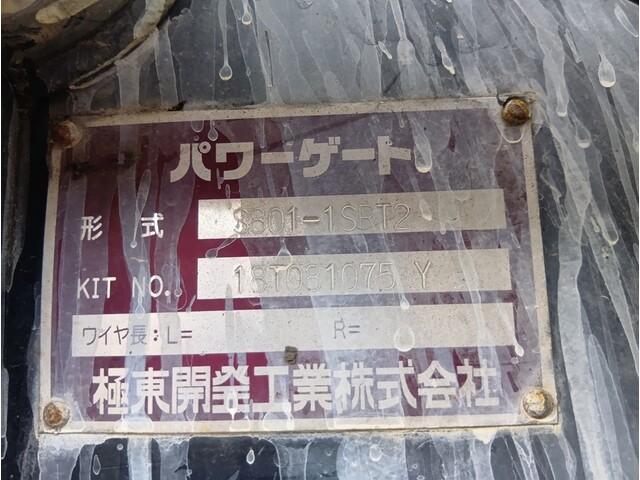 パワーゲート
形式 S801-1SBT2
KIT NO. 18T081075 Y
ワイヤ長:L= R=
極東開発工業株式会社